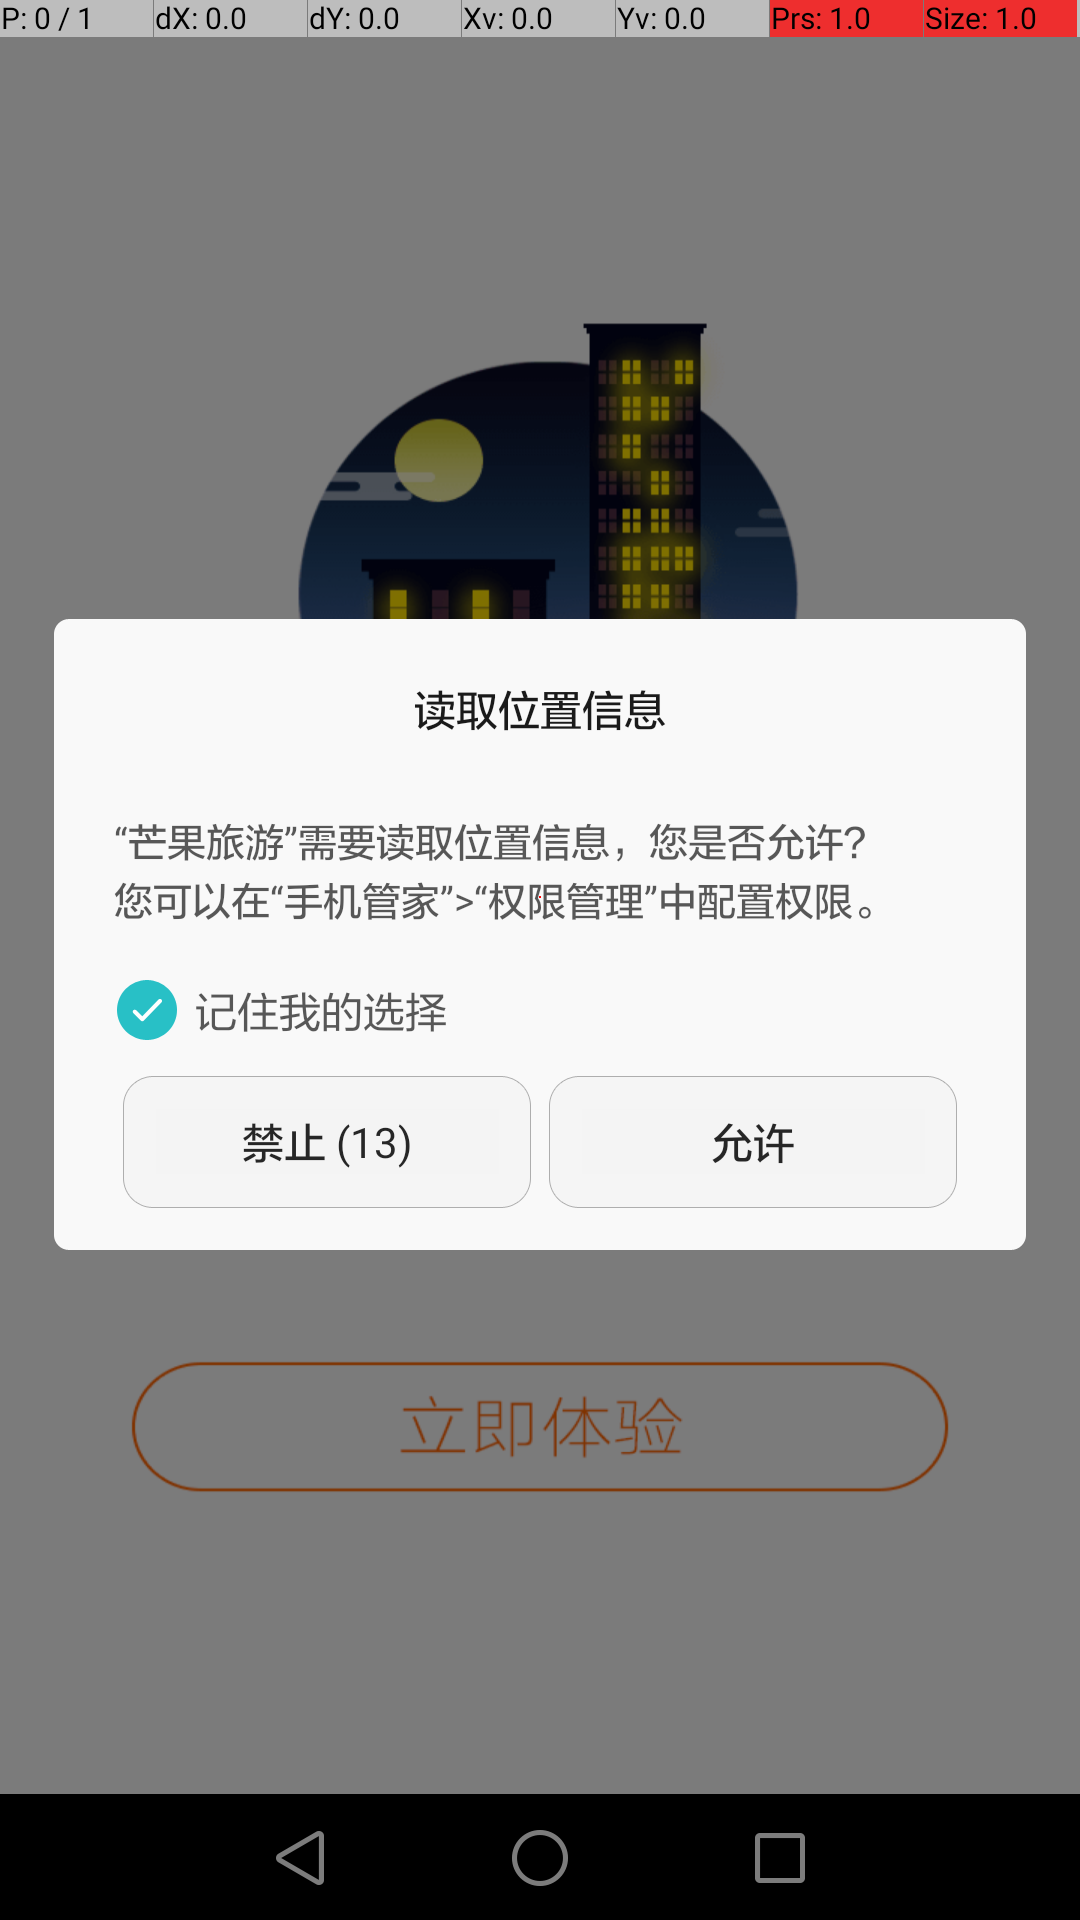 P: 0 / 1 dX: 0.0 dY: 0.0 Xv: 0.0 Yv: 0.0 Prs: 1.0 Size: 1.0
读取位置信息
“芒果旅游”需要读取位置信息，您是否允许?
您可以在“手机管家”>“权限管理”中配置权限。
记住我的选择
禁止 (13) 允许
立即体验